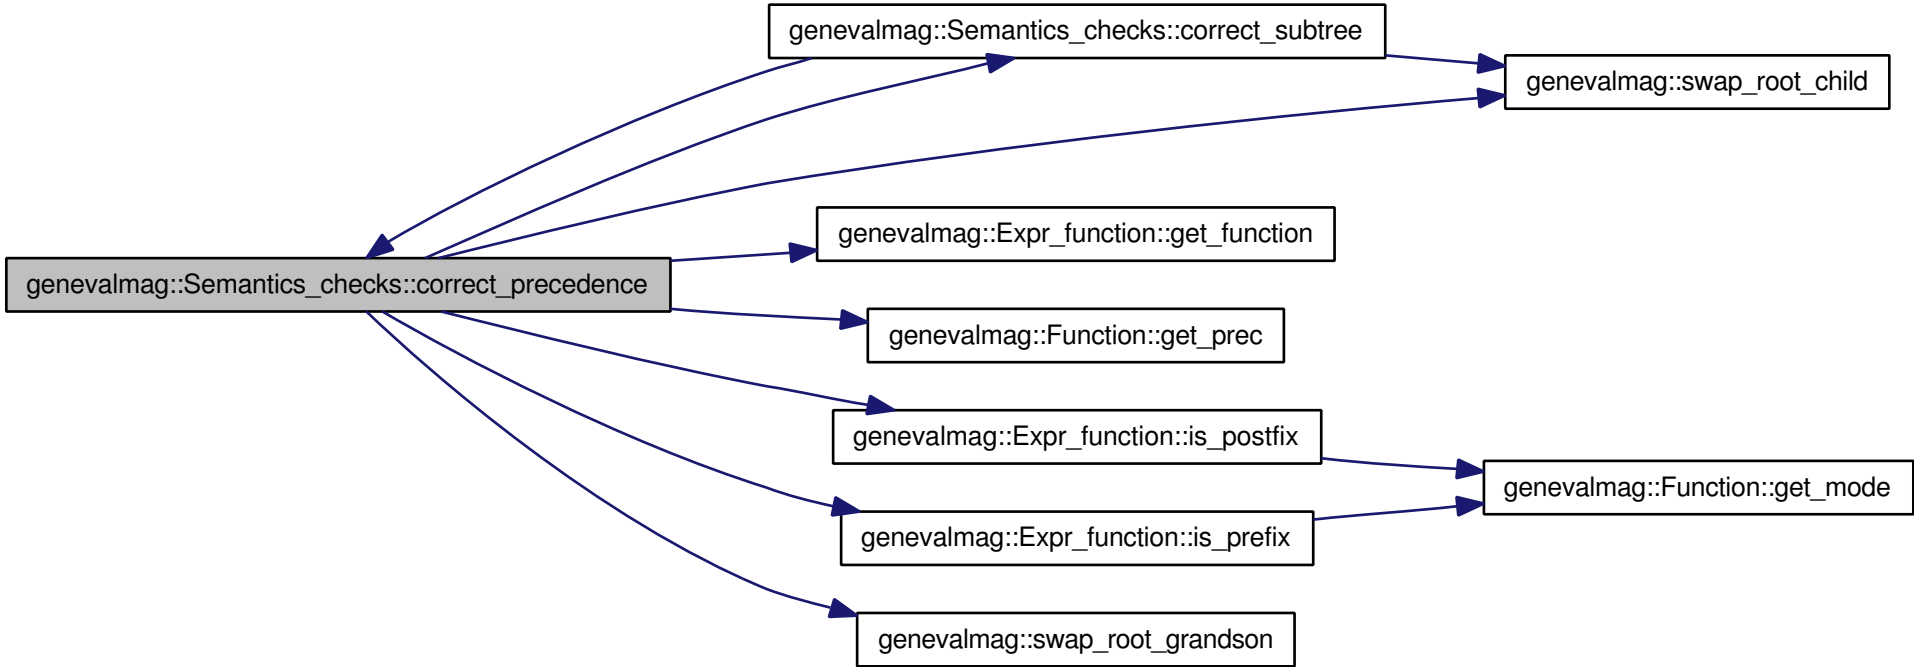 genevalmag::Semantics_checks::correct_subtree
genevalmag::swap_root_child
genevalmag::Expr_function::get_function
genevalmag::Semantics_checks::correct_precedence
genevalmag::Function::get_prec
genevalmag::Expr_function::is_postfix
genevalmag::Function::get_mode
genevalmag::Expr_function::is_prefix
genevalmag::swap_root_grandson